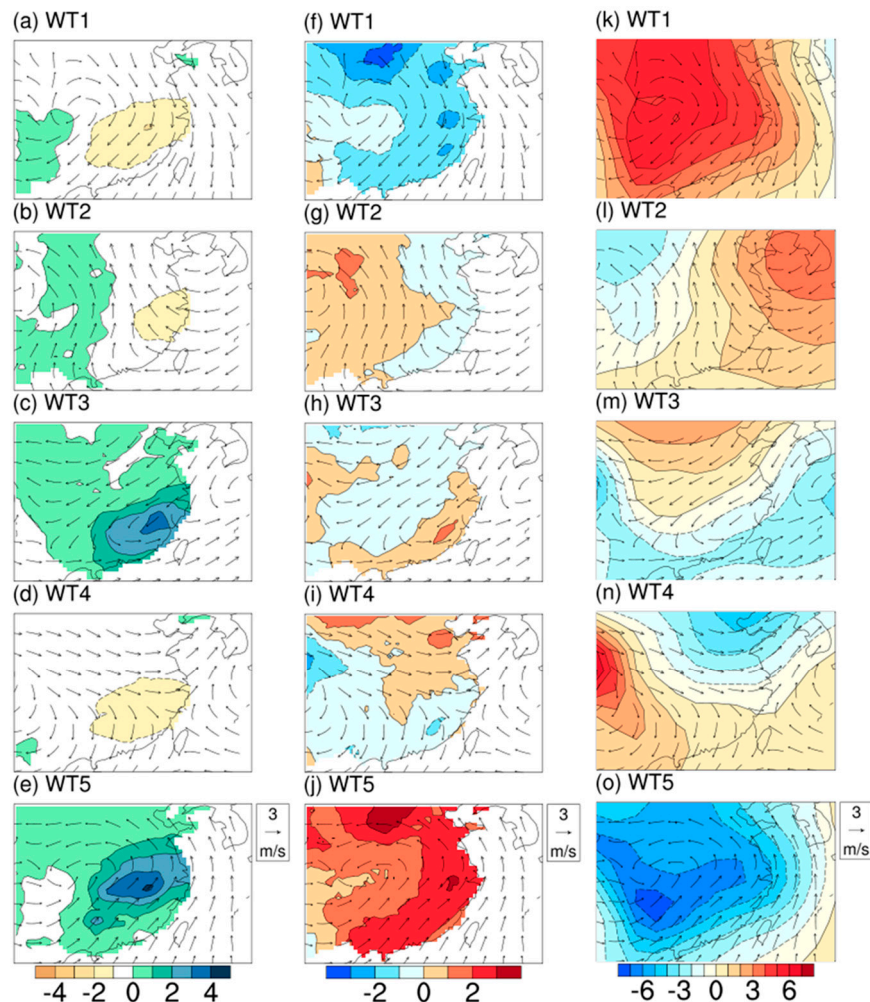 (a) WT1
(f) WT1
(k) WT1
(b) WT2
(g) WT2
(l) WT2
(c) WT3
(h) WT3
(m) WT3
(d) WT4
(i) WT4
(n) WT4
(e) WT5
(j) WT5
(o) WT5
3
m/s
3
m/s
3
m/s
-4 -2 0 2 4
-2 0 2
-6 -3 0 3 6